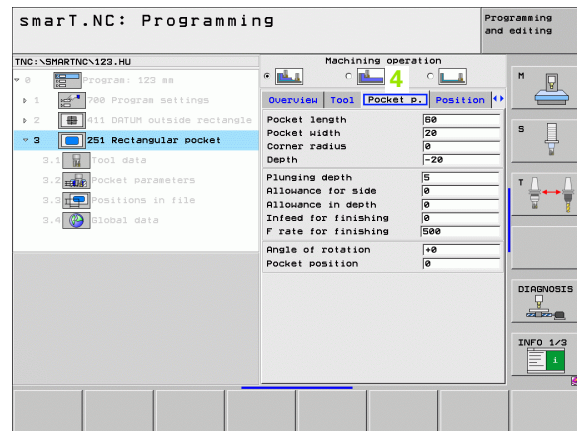 smarT.NC: Programming
Programming
and editing
TNC:\SMARTNC\123.HU
0 Program: 123 mm
1 700 Program settings
2 411 DATUM outside rectangle
3 251 Rectangular pocket
3.1 Tool data
3.2 Pocket parameters
3.3 Positions in file
3.4 Global data
Machining operation
4
Overview Tool Pocket p. Position
Pocket length 60
Pocket width 20
Corner radius 0
Depth -20
Plunging depth 5
Allowance for side 0
Allowance in depth 0
Infeed for finishing 0
F rate for finishing 500
Angle of rotation +0
Pocket position 0
M
S
T
DIAGNOSIS
INFO 1/3
i